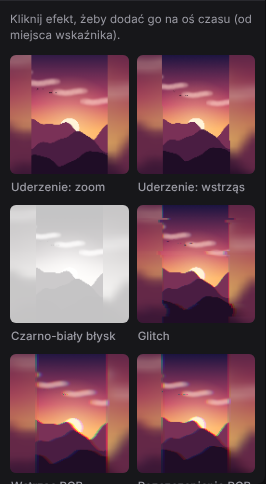 Kliknij efekt, żeby dodać go na oś czasu (od
miejsca wskaźnika).
Uderzenie: zoom
Uderzenie: wstrząs
Czarno-biały błysk
Glitch